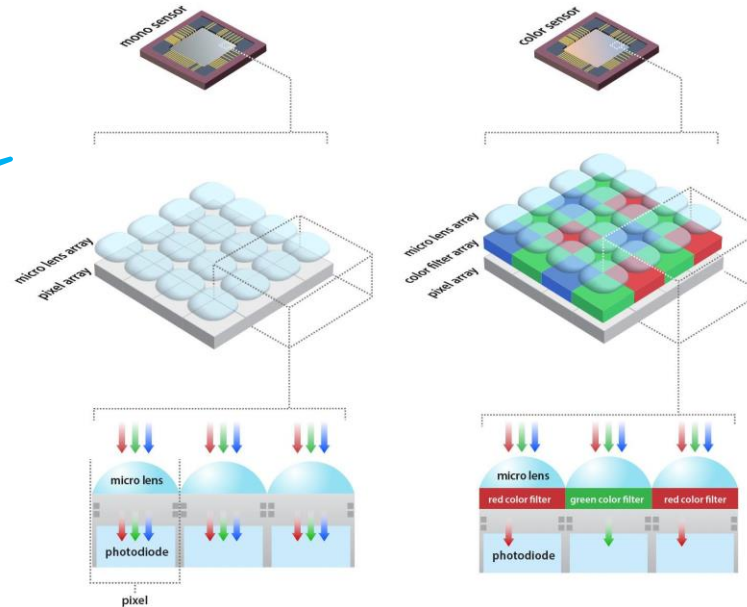 mono sensor
color sensor
micro lens array
pixel array
micro lens array
color filter array
pixel array
micro lens
photodiode
pixel
micro lens
red color filter
green color filter
red color filter
photodiode